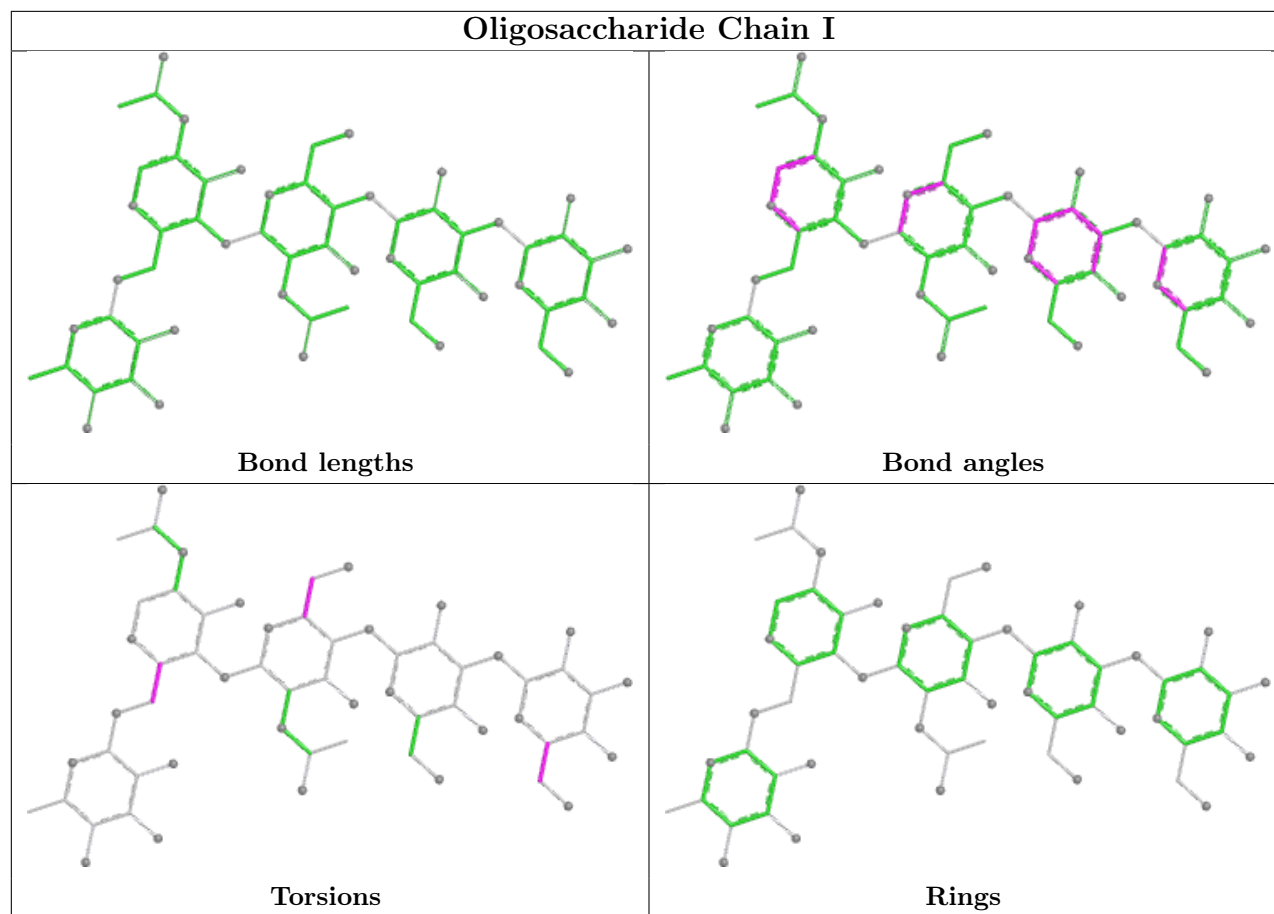 Oligosaccharide Chain I
Bond lengths
Bond angles
Torsions
Rings